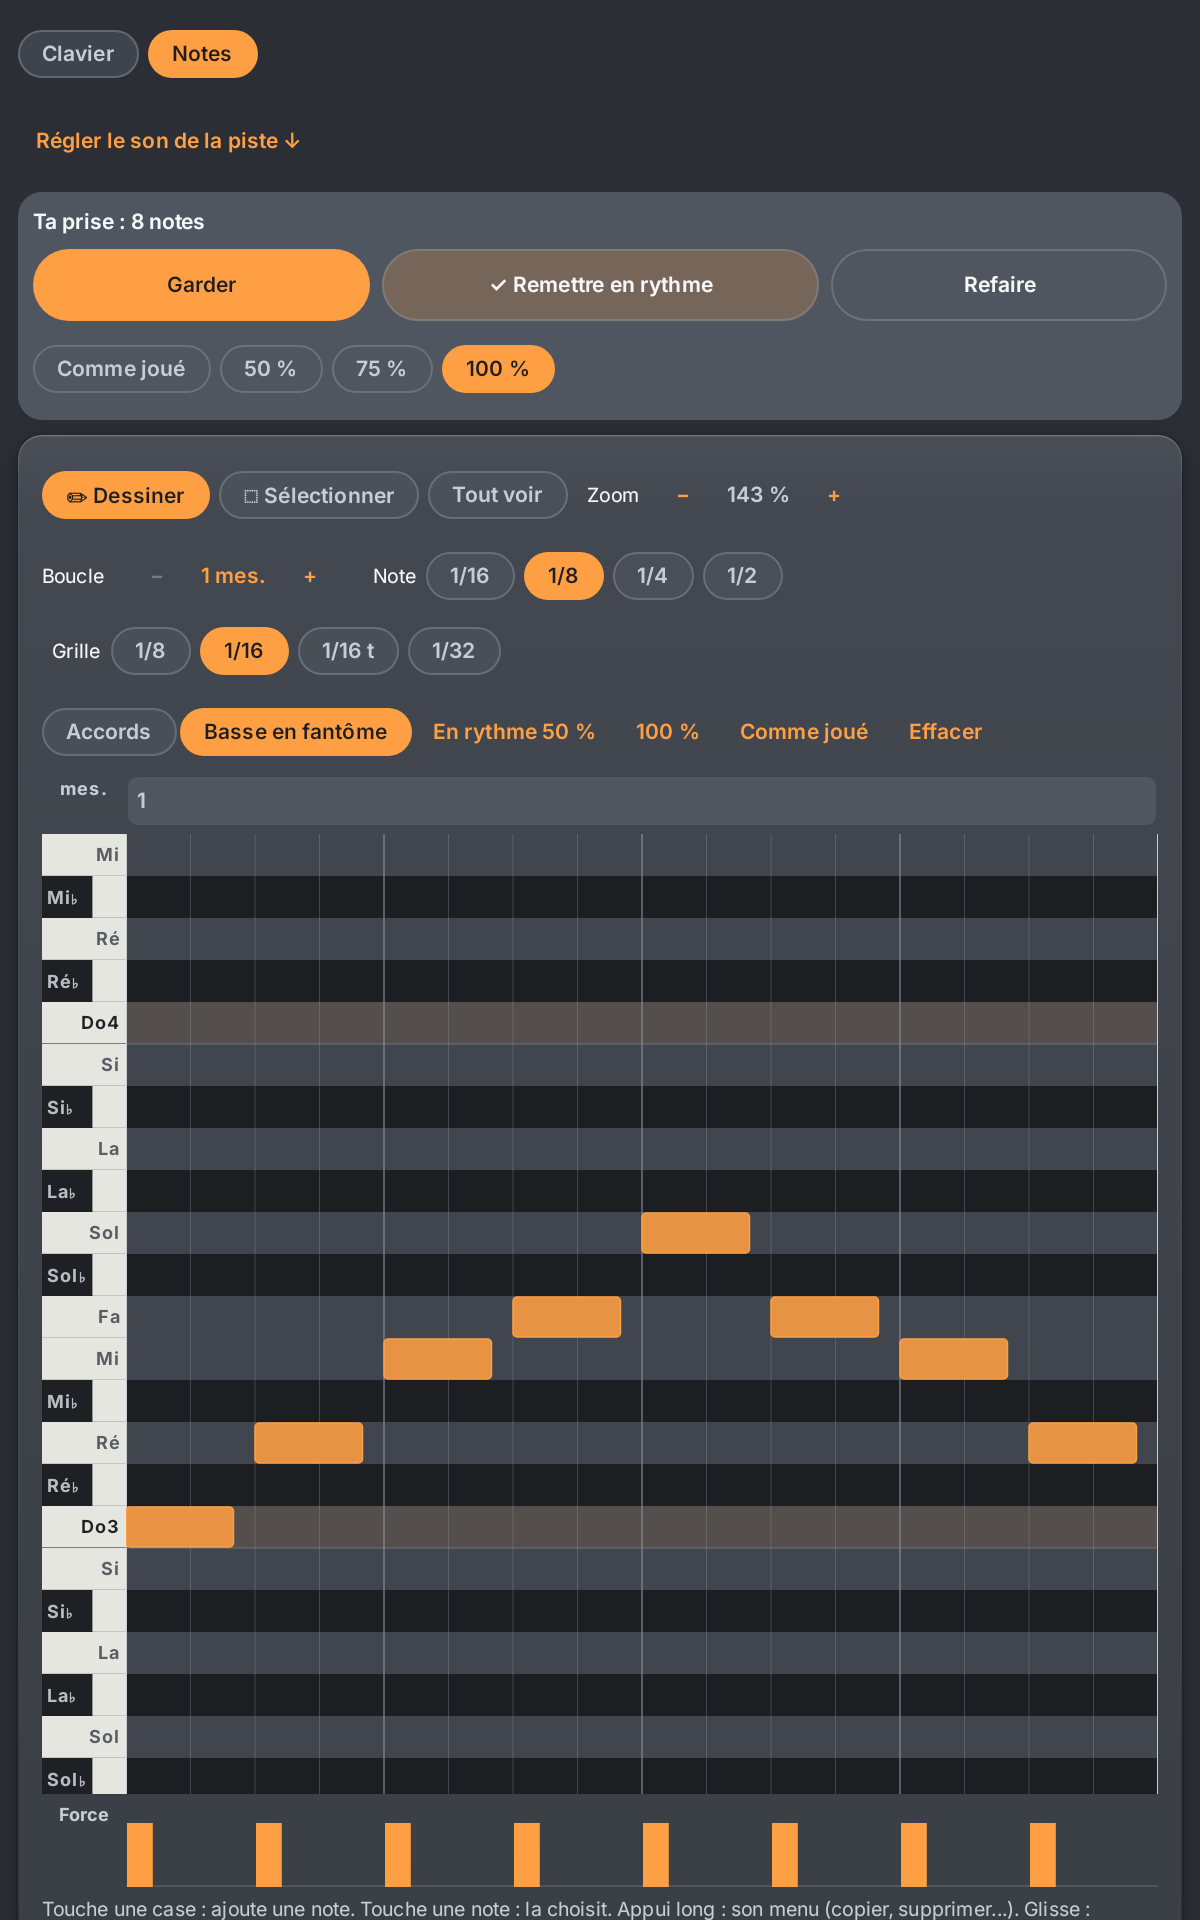 Clavier Notes
Régler le son de la piste ↓
Ta prise : 8 notes
Garder ✓ Remettre en rythme Refaire
Comme joué 50 % 75 % 100 %
✏ Dessiner ⬚ Sélectionner Tout voir Zoom − 143 % +
Boucle − 1 mes. + Note 1/16 1/8 1/4 1/2
Grille 1/8 1/16 1/16 t 1/32
Accords Basse en fantôme En rythme 50 % 100 % Comme joué Effacer
mes. 1
Mi
Mi♭
Ré
Ré♭
Do4
Si
Si♭
La
La♭
Sol
Sol♭
Fa
Mi
Mi♭
Ré
Ré♭
Do3
Si
Si♭
La
La♭
Sol
Sol♭
Force
Touche une case : ajoute une note. Touche une note : la choisit. Appui long : son menu (copier, supprimer…). Glisse :